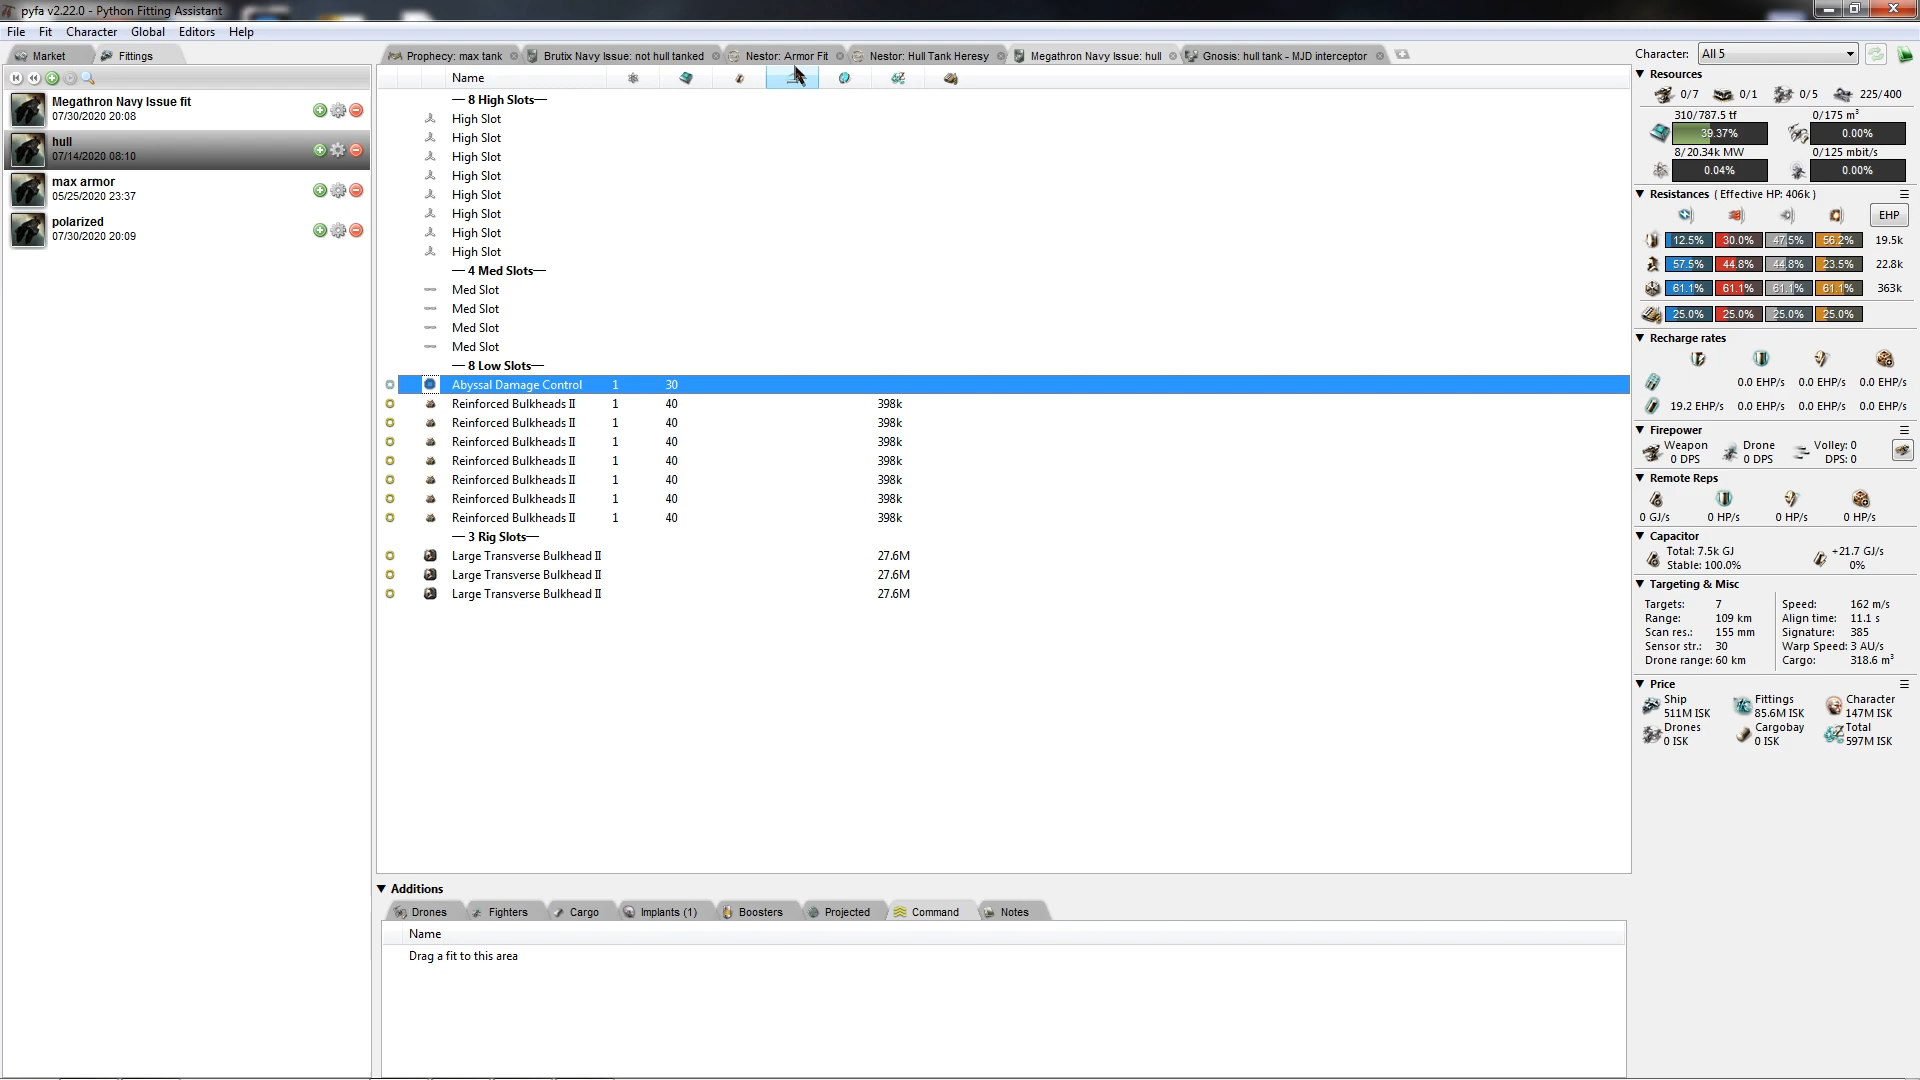 pyfa v2.22.0 - Python Fitting Assistant
File Fit Character Global Editors Help
Market Fittings
Prophecy: max tank Brutix Navy Issue: not hull tanked Nestor: Armor Fit Nestor: Hull Tank Heresy Megathron Navy Issue: hull Gnosis: hull tank - MJD interceptor
Megathron Navy Issue fit
07/30/2020 20:08
hull
07/14/2020 08:10
max armor
05/25/2020 23:37
polarized
07/30/2020 20:09
Name
— 8 High Slots—
High Slot
High Slot
High Slot
High Slot
High Slot
High Slot
High Slot
High Slot
— 4 Med Slots—
Med Slot
Med Slot
Med Slot
Med Slot
— 8 Low Slots—
Abyssal Damage Control 1 30
Reinforced Bulkheads II 1 40 398k
Reinforced Bulkheads II 1 40 398k
Reinforced Bulkheads II 1 40 398k
Reinforced Bulkheads II 1 40 398k
Reinforced Bulkheads II 1 40 398k
Reinforced Bulkheads II 1 40 398k
Reinforced Bulkheads II 1 40 398k
— 3 Rig Slots—
Large Transverse Bulkhead II 27.6M
Large Transverse Bulkhead II 27.6M
Large Transverse Bulkhead II 27.6M
Additions
Drones Fighters Cargo Implants (1) Boosters Projected Command Notes
Name
Drag a fit to this area
Character: All 5
Resources
0/7 0/1 0/5 225/400
310/787.5 tf 0/175 m³
39.37% 0.00%
8/20.34k MW 0/125 mbit/s
0.04% 0.00%
Resistances ( Effective HP: 406k )
EHP
12.5% 30.0% 47.5% 56.2% 19.5k
57.5% 44.8% 44.8% 23.5% 22.8k
61.1% 61.1% 61.1% 61.1% 363k
25.0% 25.0% 25.0% 25.0%
Recharge rates
0.0 EHP/s 0.0 EHP/s 0.0 EHP/s
19.2 EHP/s 0.0 EHP/s 0.0 EHP/s 0.0 EHP/s
Firepower
Weapon Drone Volley: 0
0 DPS 0 DPS DPS: 0
Remote Reps
0 GJ/s 0 HP/s 0 HP/s 0 HP/s
Capacitor
Total: 7.5k GJ +21.7 GJ/s
Stable: 100.0% 0%
Targeting & Misc
Targets: 7 Speed: 162 m/s
Range: 109 km Align time: 11.1 s
Scan res.: 155 mm Signature: 385
Sensor str.: 30 Warp Speed: 3 AU/s
Drone range: 60 km Cargo: 318.6 m³
Price
Ship Fittings Character
511M ISK 85.6M ISK 147M ISK
Drones Cargobay Total
0 ISK 0 ISK 597M ISK